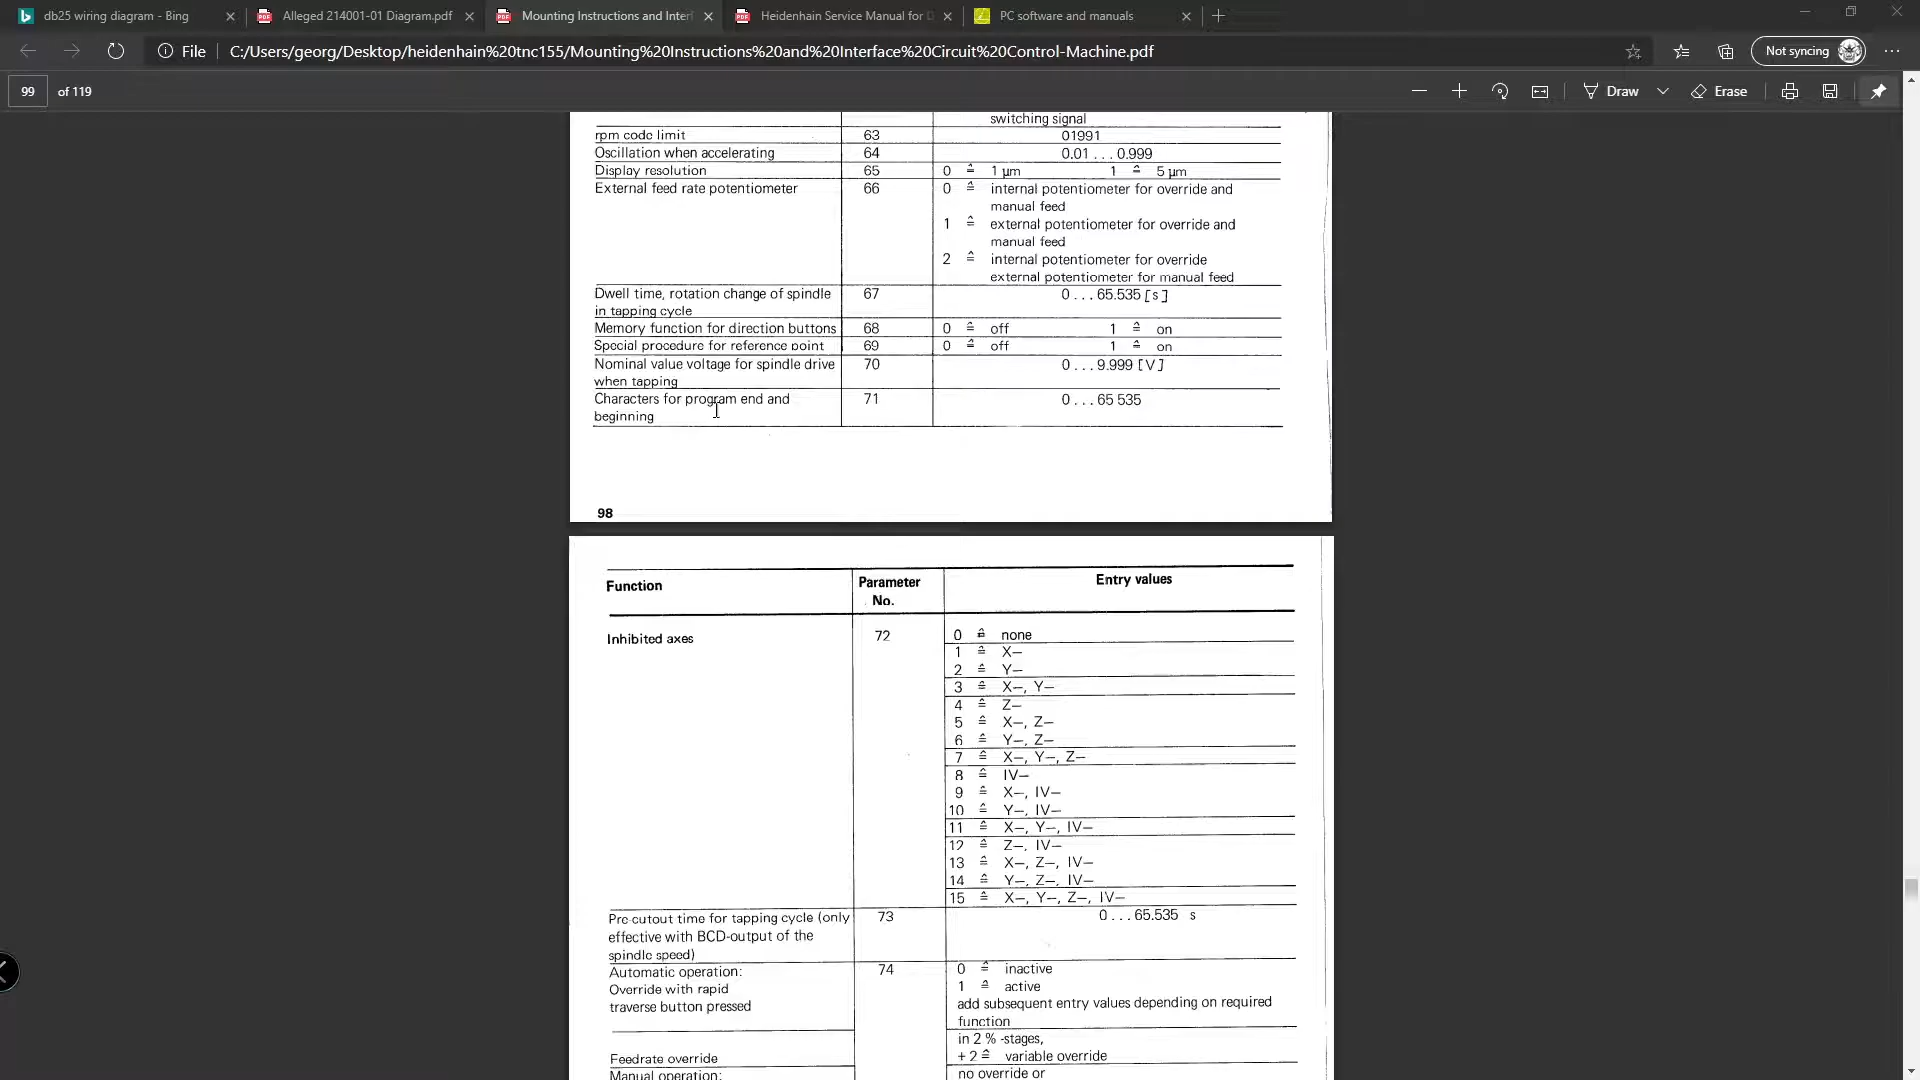 db25 wiring diagram - Bing
Alleged 214001-01 Diagram.pdf
Mounting Instructions and Interf
Heidenhain Service Manual for D
PC software and manuals
File
C:/Users/georg/Desktop/heidenhain%20tnc155/Mounting%20Instructions%20and%20Interface%20Circuit%20Control-Machine.pdf
Not syncing
99 of 119
Draw
Erase
switching signal
rpm code limit 63 01991
Oscillation when accelerating 64 0.01 . . . 0.999
Display resolution 65 0 ≙ 1 µm 1 ≙ 5 µm
External feed rate potentiometer 66 0 ≙ internal potentiometer for override and
manual feed
1 ≙ external potentiometer for override and
manual feed
2 ≙ internal potentiometer for override
external potentiometer for manual feed
Dwell time, rotation change of spindle 67 0 . . . 65.535 [s]
in tapping cycle
Memory function for direction buttons 68 0 ≙ off 1 ≙ on
Special procedure for reference point 69 0 ≙ off 1 ≙ on
Nominal value voltage for spindle drive 70 0 . . . 9.999 [V]
when tapping
Characters for program end and 71 0 . . . 65 535
beginning
98
Function Parameter Entry values
No.
Inhibited axes 72 0 ≙ none
1 ≙ X–
2 ≙ Y–
3 ≙ X–, Y–
4 ≙ Z–
5 ≙ X–, Z–
6 ≙ Y–, Z–
7 ≙ X–, Y–, Z–
8 ≙ IV–
9 ≙ X–, IV–
10 ≙ Y–, IV–
11 ≙ X–, Y–, IV–
12 ≙ Z–, IV–
13 ≙ X–, Z–, IV–
14 ≙ Y–, Z–, IV–
15 ≙ X–, Y–, Z–, IV–
Pre-cutout time for tapping cycle (only 73 0 . . . 65.535 s
effective with BCD-output of the
spindle speed)
Automatic operation: 74 0 ≙ inactive
Override with rapid 1 ≙ active
traverse button pressed add subsequent entry values depending on required
function
in 2 % -stages,
Feedrate override + 2 ≙ variable override
Manual operation: no override or